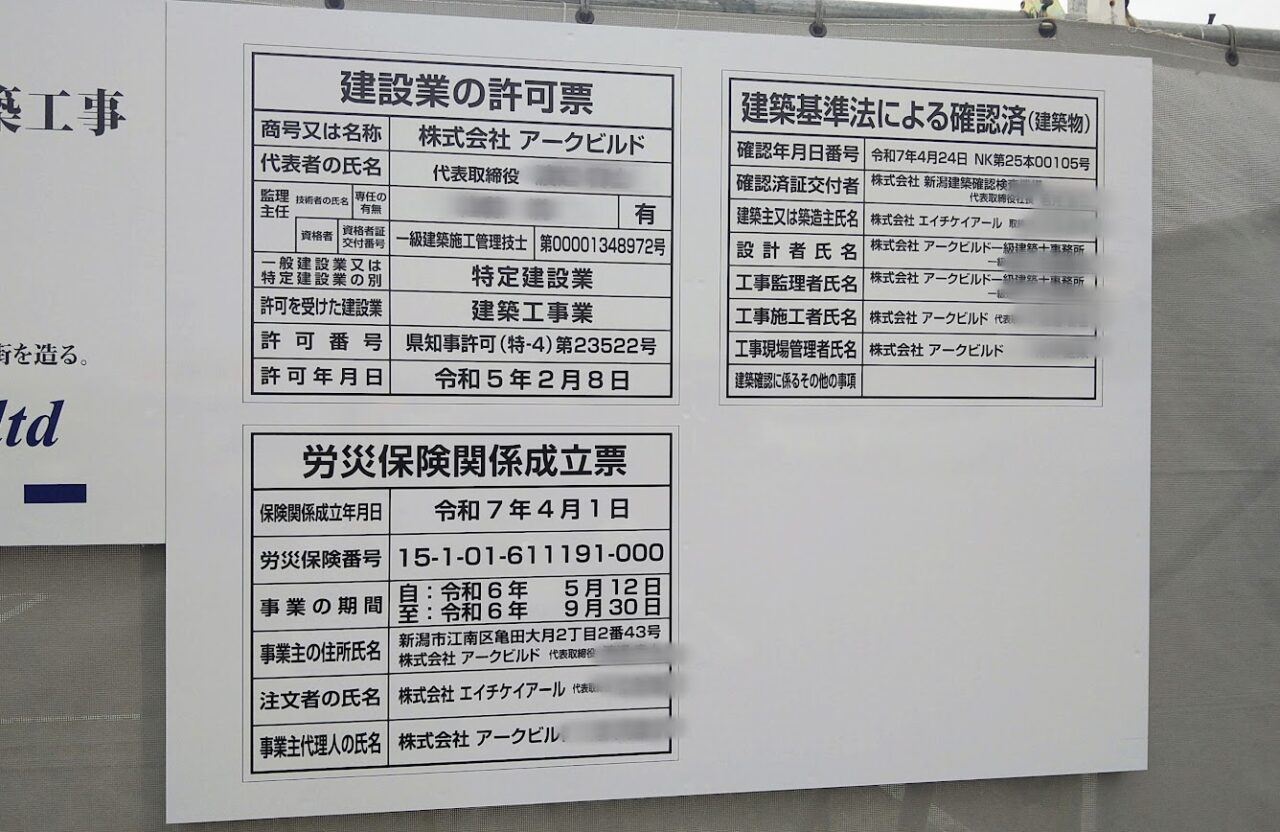 築工事
街を造る。
ltd
建設業の許可票
商号又は名称 株式会社 アークビルド
代表者の氏名 代表取締役
監理
主任
技術者の氏名 専任の
有無 有
資格者 資格者証
交付番号 一級建築施工管理技士 第00001348972号
一般建設業又は
特定建設業の別 特定建設業
許可を受けた建設業 建築工事業
許可番号 県知事許可(特-4)第23522号
許可年月日 令和5年2月8日
建築基準法による確認済(建築物)
確認年月日番号 令和7年4月24日 NK第25本00105号
確認済証交付者 株式会社 新潟建築確認検
代表取締役社長
建築主又は築造主氏名 株式会社 エイチケイアール
設計者氏名 株式会社 アークビルド一級建築士事務所
一級
工事監理者氏名 株式会社 アークビルド一級建築士事務所
一級
工事施工者氏名 株式会社 アークビルド 代表
工事現場管理者氏名 株式会社 アークビルド
建築確認に係るその他の事項
労災保険関係成立票
保険関係成立年月日 令和7年4月1日
労災保険番号 15-1-01-611191-000
事業の期間 自:令和6年 5月12日
至:令和6年 9月30日
事業主の住所氏名 新潟市江南区亀田大月2丁目2番43号
株式会社 アークビルド 代表取締役
注文者の氏名 株式会社 エイチケイアール 代表取
事業主代理人の氏名 株式会社 アークビル